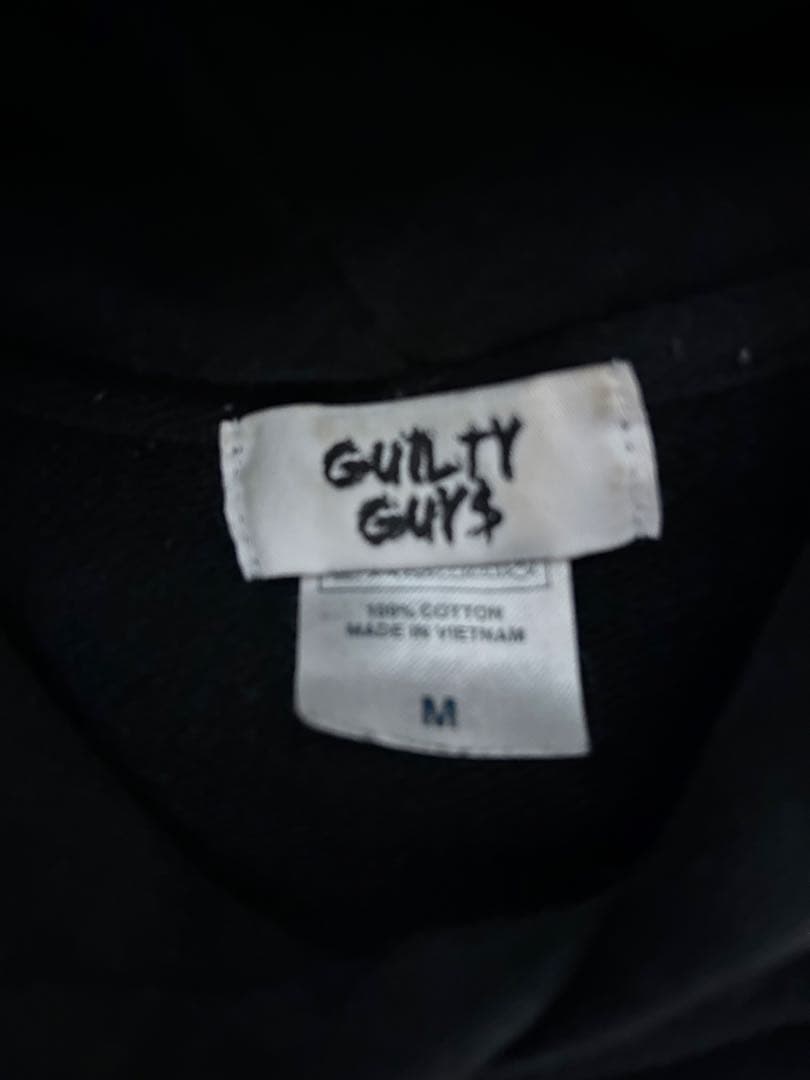 GUILTY
GUY$
100% COTTON
MADE IN VIETNAM
M